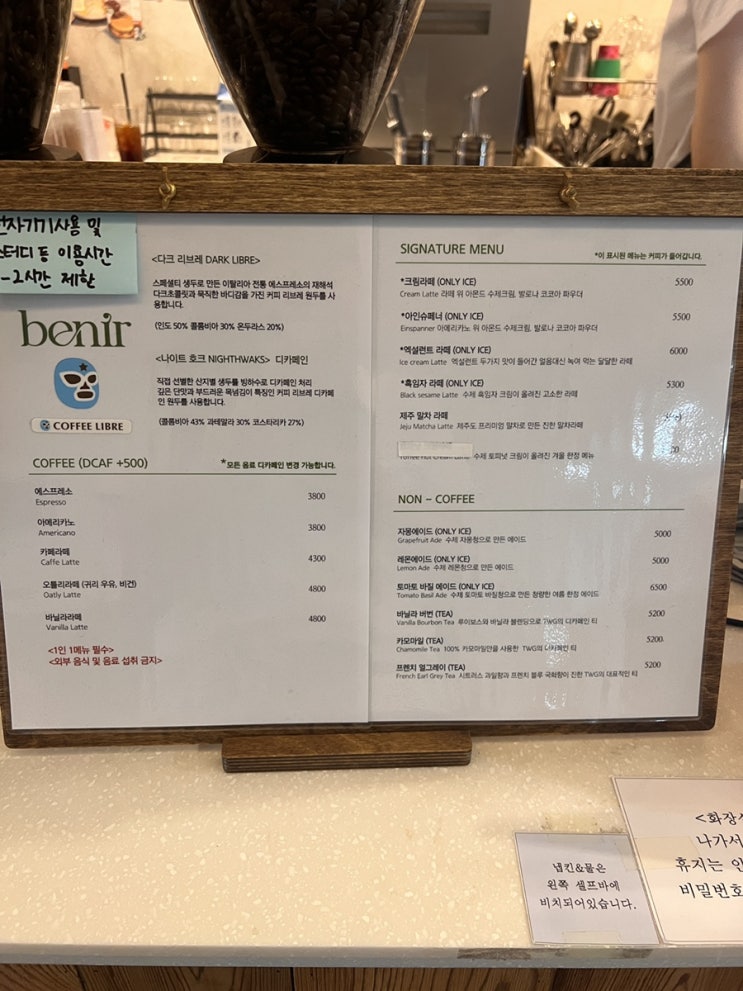 전자기기사용 및
스터디 등 이용시간
-2시간 제한
benir
COFFEE LIBRE
<다크 리브레 DARK LIBRE>
스페셜티 생두로 만든 이탈리아 전통 에스프레소의 재해석
다크초콜릿과 묵직한 바디감을 가진 커피 리브레 원두를 사
용합니다.
(인도 50% 콜롬비아 30% 온두라스 20%)
<나이트 호크 NIGHTHWAKS> 디카페인
직접 선별한 산지별 생두를 빙하수로 디카페인 처리
깊은 단맛과 부드러운 목넘김이 특징인 커피 리브레 디카페
인 원두를 사용합니다.
(콜롬비아 43% 과테말라 30% 코스타리카 27%)
COFFEE (DCAF +500) *모든 음료 디카페인 변경 가능합니다.
에스프레소
Espresso 3800
아메리카노
Americano 3800
카페라떼
Caffe Latte 4300
오틀리라떼 (귀리 우유, 비건)
Oatly Latte 4800
바닐라라떼
Vanilla Latte 4800
<1인 1메뉴 필수>
<외부 음식 및 음료 섭취 금지>
SIGNATURE MENU *이 표시된 메뉴는 커피가 들어갑니다.
*크림라떼 (ONLY ICE) 5500
Cream Latte 라떼 위 아몬드 수제크림, 발로나 코코아 파우더
*아인슈페너 (ONLY ICE) 5500
Einspanner 아메리카노 위 아몬드 수제크림, 발로나 코코아 파우더
*엑설런트 라떼 (ONLY ICE) 6000
Ice cream Latte 엑설런트 두가지 맛이 들어간 얼음대신 녹여 먹는 달달한 라떼
*흑임자 라떼 (ONLY ICE) 5300
Black sesame Latte 수제 흑임자 크림이 올려진 고소한 라떼
제주 말차 라떼
Jeju Matcha Latte 제주도 프리미엄 말차로 만든 진한 말차라떼
수제 토피넛 크림이 올려진 겨울 한정 메뉴
NON - COFFEE
자몽에이드 (ONLY ICE) 5000
Grapefruit Ade 수제 자몽청으로 만든 에이드
레몬에이드 (ONLY ICE) 5000
Lemon Ade 수제 레몬청으로 만든 에이드
토마토 바질 에이드 (ONLY ICE) 6500
Tomato Basil Ade 수제 토마토 바질청으로 만든 청량한 여름 한정 에이드
바닐라 버번 (TEA) 5200
Vanilla Bourbon Tea 루이보스와 바닐라 블렌딩으로 TWG의 디카페인 티
카모마일 (TEA) 5200
Chamomile Tea 100% 카모마일만을 사용한 TWG의 디카페인 티
프렌치 얼그레이 (TEA) 5200
French Earl Grey Tea 시트러스 과일향과 프렌치 블루 국화향이 진한 TWG의 대표적인 티
냅킨&물은
왼쪽 셀프바에
비치되어있습니다.
<화장
나가서
휴지는
비밀번호